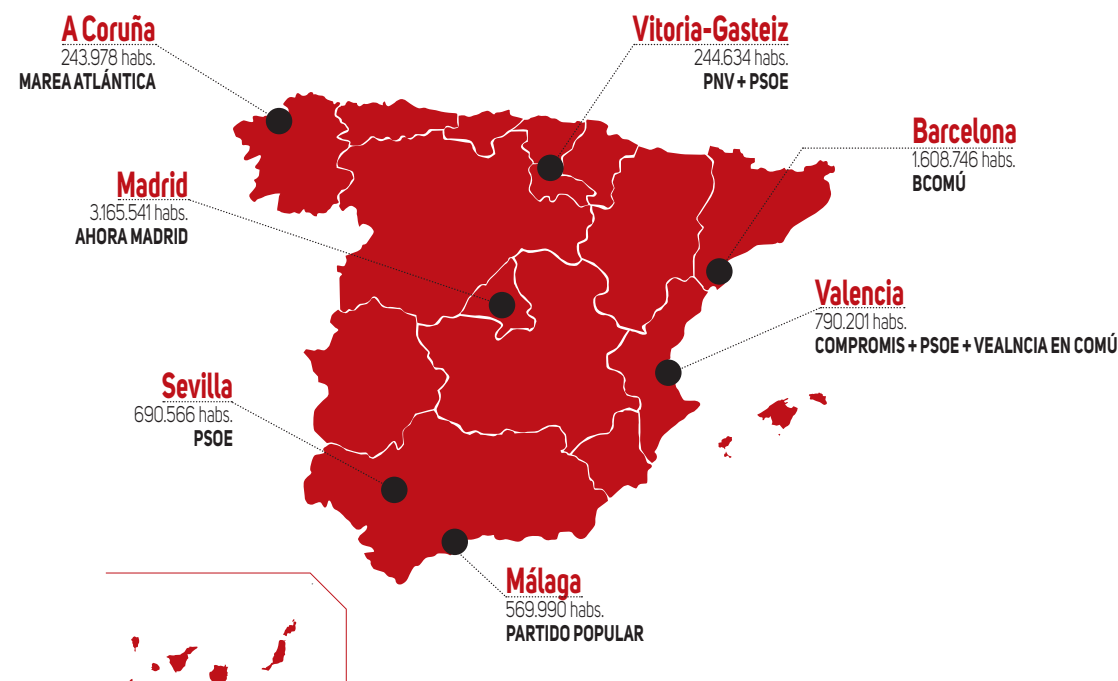 A Coruña
243.978 habs.
MAREA ATLÁNTICA
Vitoria-Gasteiz
244.634 habs.
PNV + PSOE
Barcelona
1.608.746 habs.
BCOMÚ
Madrid
3.165.541 habs.
AHORA MADRID
Valencia
790.201 habs.
COMPROMIS + PSOE + VEALNCIA EN COMÚ
Sevilla
690.566 habs.
PSOE
Málaga
569.990 habs.
PARTIDO POPULAR